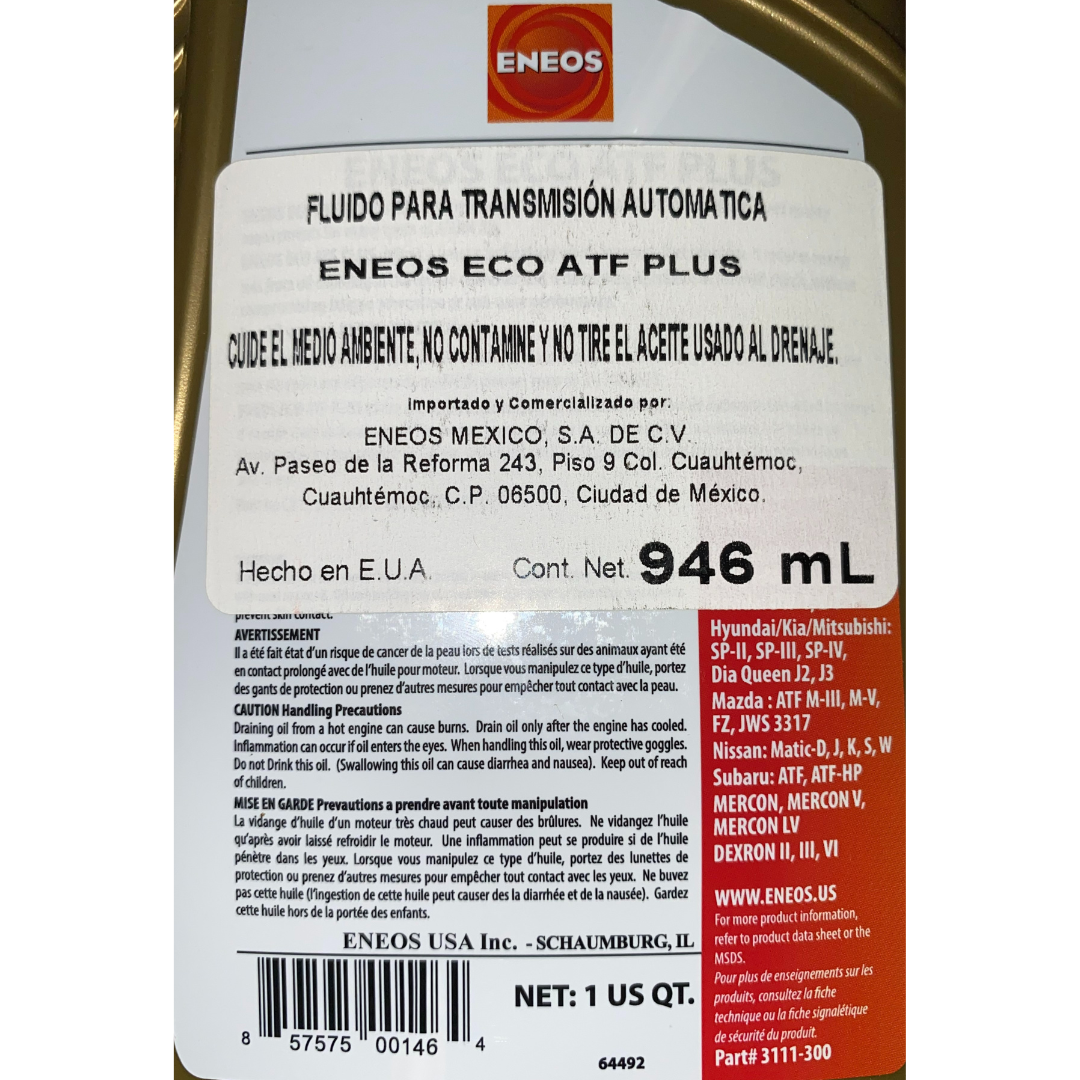 ENEOS
ENEOS ECO ATF PLUS
FLUIDO PARA TRANSMISIÓN AUTOMATICA
ENEOS ECO ATF PLUS
CUIDE EL MEDIO AMBIENTE, NO CONTAMINE Y NO TIRE EL ACEITE USADO AL DRENAJE.
Importado y Comercializado por:
ENEOS MEXICO, S.A. DE C.V.
Av. Paseo de la Reforma 243, Piso 9 Col. Cuauhtémoc,
Cuauhtémoc, C.P. 06500, Ciudad de México.
Hecho en E.U.A.
Cont. Net. 946 mL
prevent skin contact.
AVERTISSEMENT
Il a été fait état d'un risque de cancer de la peau lors de tests réalisés sur des animaux ayant été
en contact prolongé avec de l'huile pour moteur. Lorsque vous manipulez ce type d'huile, portez
des gants de protection ou prenez d'autres mesures pour empêcher tout contact avec la peau.
CAUTION Handling Precautions
Draining oil from a hot engine can cause burns. Drain oil only after the engine has cooled.
Inflammation can occur if oil enters the eyes. When handling this oil, wear protective goggles.
Do not Drink this oil. (Swallowing this oil can cause diarrhea and nausea). Keep out of reach
of children.
MISE EN GARDE Prevautions a prendre avant toute manipulation
La vidange d'huile d'un moteur très chaud peut causer des brûlures. Ne vidangez l'huile
qu'après avoir laissé refroidir le moteur. Une inflammation peut se produire si de l'huile
pénètre dans les yeux. Lorsque vous manipulez ce type d'huile, portez des lunettes de
protection ou prenez d'autres mesures pour empêcher tout contact avec les yeux. Ne buvez
pas cette huile (l'ingestion de cette huile peut causer des la diarrhée et de la nausée). Gardez
cette huile hors de la portée des enfants.
ENEOS USA Inc. - SCHAUMBURG, IL
8 57575 00146 4
NET: 1 US QT.
64492
Hyundai/Kia/Mitsubishi:
SP-II, SP-III, SP-IV,
Dia Queen J2, J3
Mazda : ATF M-III, M-V,
FZ, JWS 3317
Nissan: Matic-D, J, K, S, W
Subaru: ATF, ATF-HP
MERCON, MERCON V,
MERCON LV
DEXRON II, III, VI
WWW.ENEOS.US
For more product information,
refer to product data sheet or the
MSDS.
Pour plus de enseignements sur les
produits, consultez la fiche
technique ou la fiche signalétique
de sécurité du produit.
Part# 3111-300